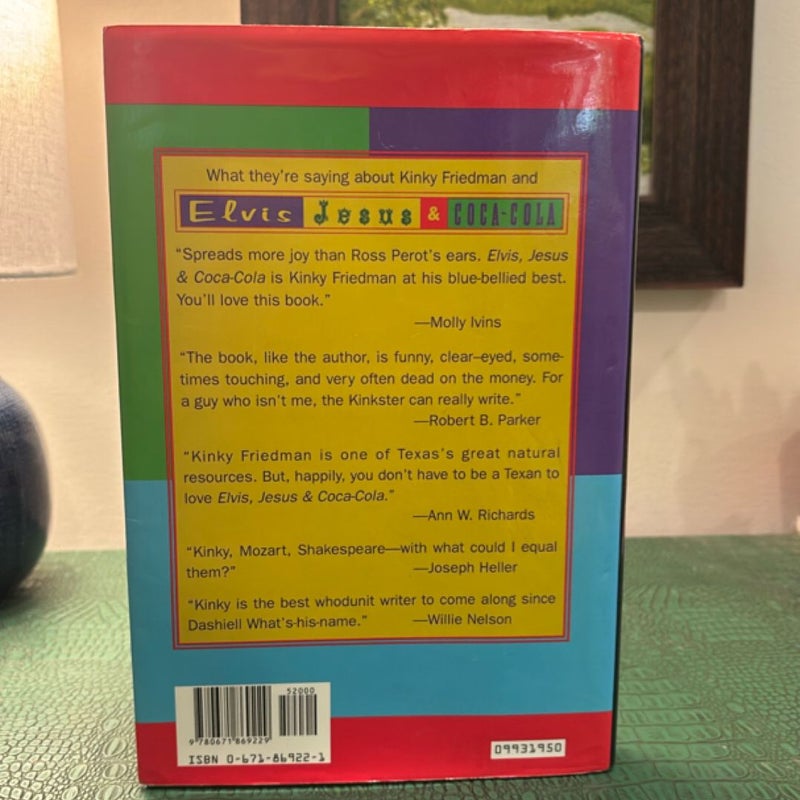 What they're saying about Kinky Friedman and
Elvis Jesus & COCA-COLA
"Spreads more joy than Ross Perot's ears. Elvis, Jesus
& Coca-Cola is Kinky Friedman at his blue-bellied best.
You'll love this book."
—Molly Ivins
"The book, like the author, is funny, clear–eyed, some-
times touching, and very often dead on the money. For
a guy who isn't me, the Kinkster can really write."
—Robert B. Parker
"Kinky Friedman is one of Texas's great natural
resources. But, happily, you don't have to be a Texan to
love Elvis, Jesus & Coca-Cola."
—Ann W. Richards
"Kinky, Mozart, Shakespeare—with what could I equal
them?" —Joseph Heller
"Kinky is the best whodunit writer to come along since
Dashiell What's-his-name." —Willie Nelson
52000
9 780671 869229
ISBN 0-671-86922-1
09931950